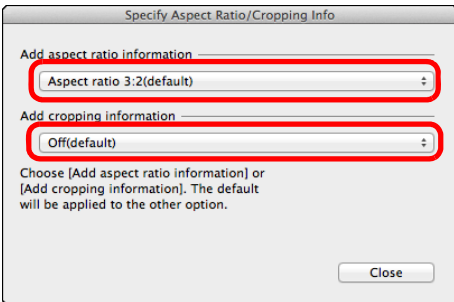 Specify Aspect Ratio/Cropping Info
Add aspect ratio information
Aspect ratio 3:2(default)
Add cropping information
Off(default)
Choose [Add aspect ratio information] or
[Add cropping information]. The default
will be applied to the other option.
Close